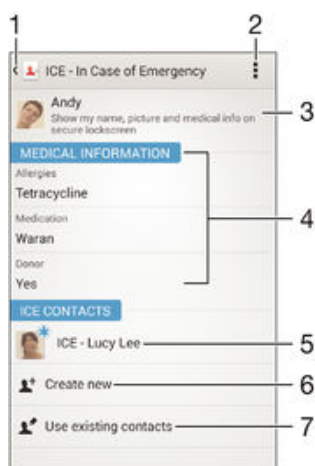 1
2
ICE - In Case of Emergency
Andy
Show my name, picture and medical info on
secure lockscreen
3
MEDICAL INFORMATION
Allergies
Tetracycline
4
Medication
Waran
Donor
Yes
ICE CONTACTS
ICE - Lucy Lee
5
Create new
6
Use existing contacts
7